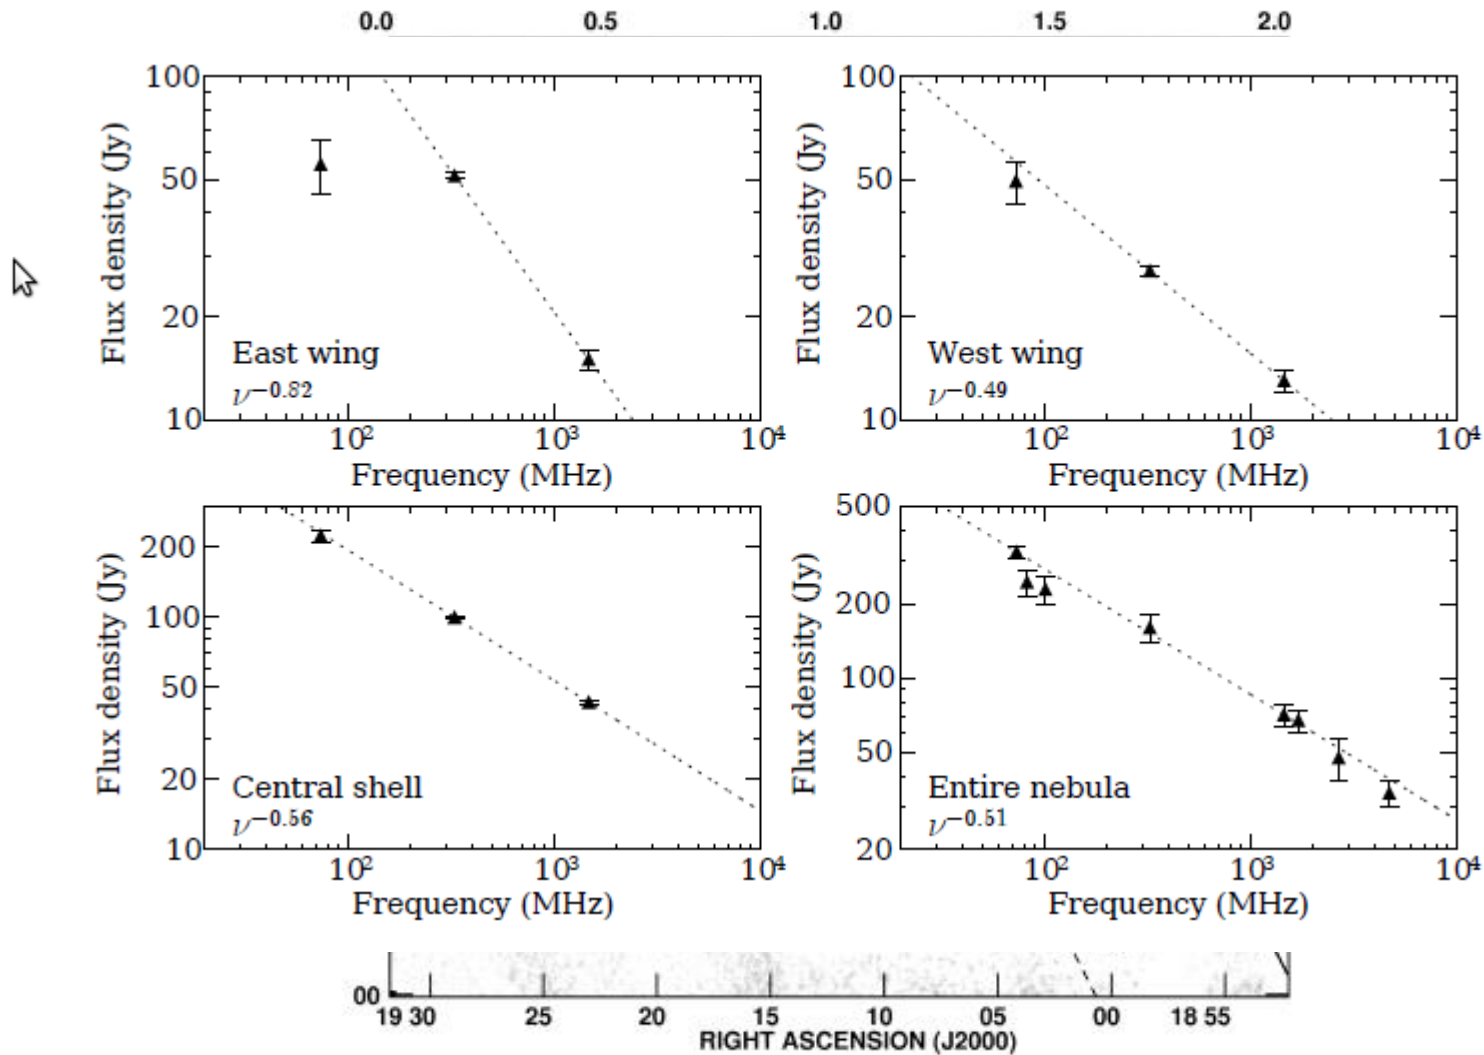 0.0 0.5 1.0 1.5 2.0
100
50
20
10
Flux density (Jy)
East wing
ν−0.82
10² 10³ 10⁴
Frequency (MHz)
100
50
20
10
Flux density (Jy)
West wing
ν−0.49
10² 10³ 10⁴
Frequency (MHz)
200
100
50
20
10
Flux density (Jy)
Central shell
ν−0.56
10² 10³ 10⁴
Frequency (MHz)
500
200
100
50
20
Flux density (Jy)
Entire nebula
ν−0.51
10² 10³ 10⁴
Frequency (MHz)
00
19 30 25 20 15 10 05 00 18 55
RIGHT ASCENSION (J2000)